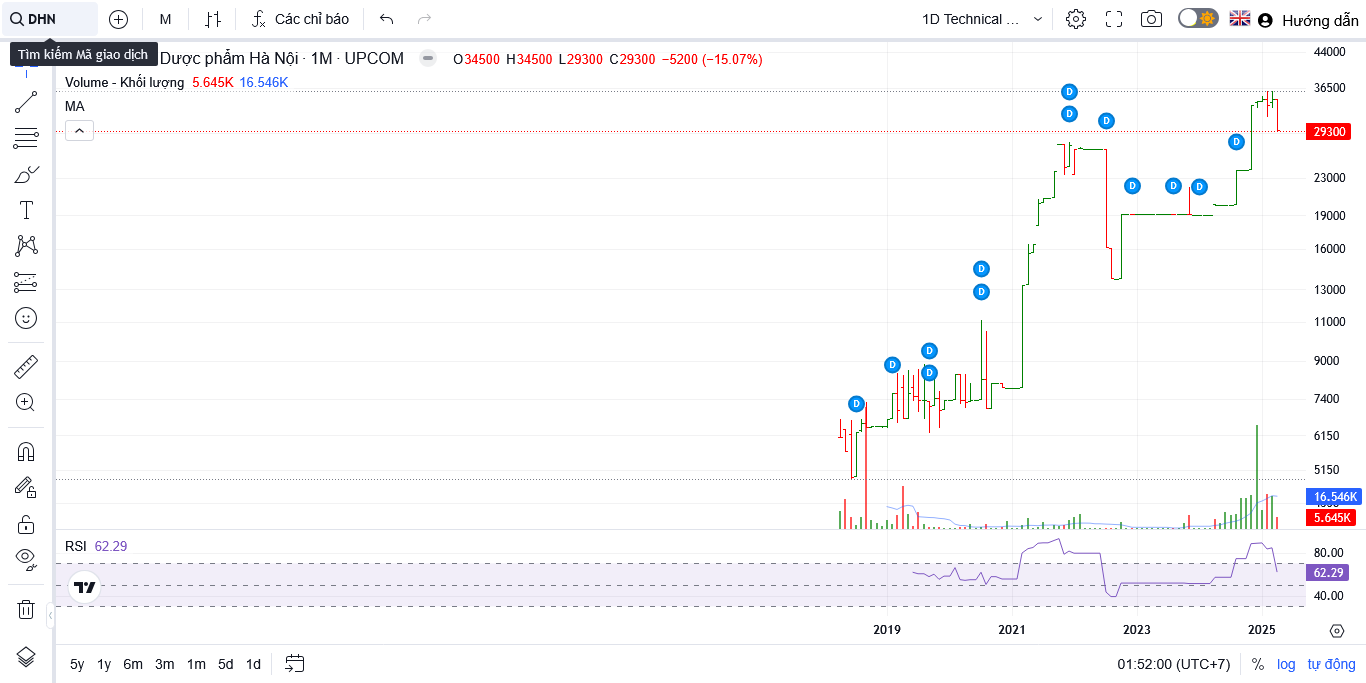 DHN M Các chỉ báo 1D Technical ... Hướng dẫn
Tìm kiếm Mã giao dịch
Dược phẩm Hà Nội · 1M · UPCOM O34500 H34500 L29300 C29300 −5200 (−15.07%)
Volume - Khối lượng 5.645K 16.546K
MA
44000
36500
29300
23000
19000
16000
13000
11000
9000
7400
6150
5150
16.546K
5.645K
D
D
D
D
D
D
D
D
D
D
D
D
D
RSI 62.29
80.00
62.29
40.00
2019 2021 2023 2025
5y 1y 6m 3m 1m 5d 1d 01:52:00 (UTC+7) % log tự động